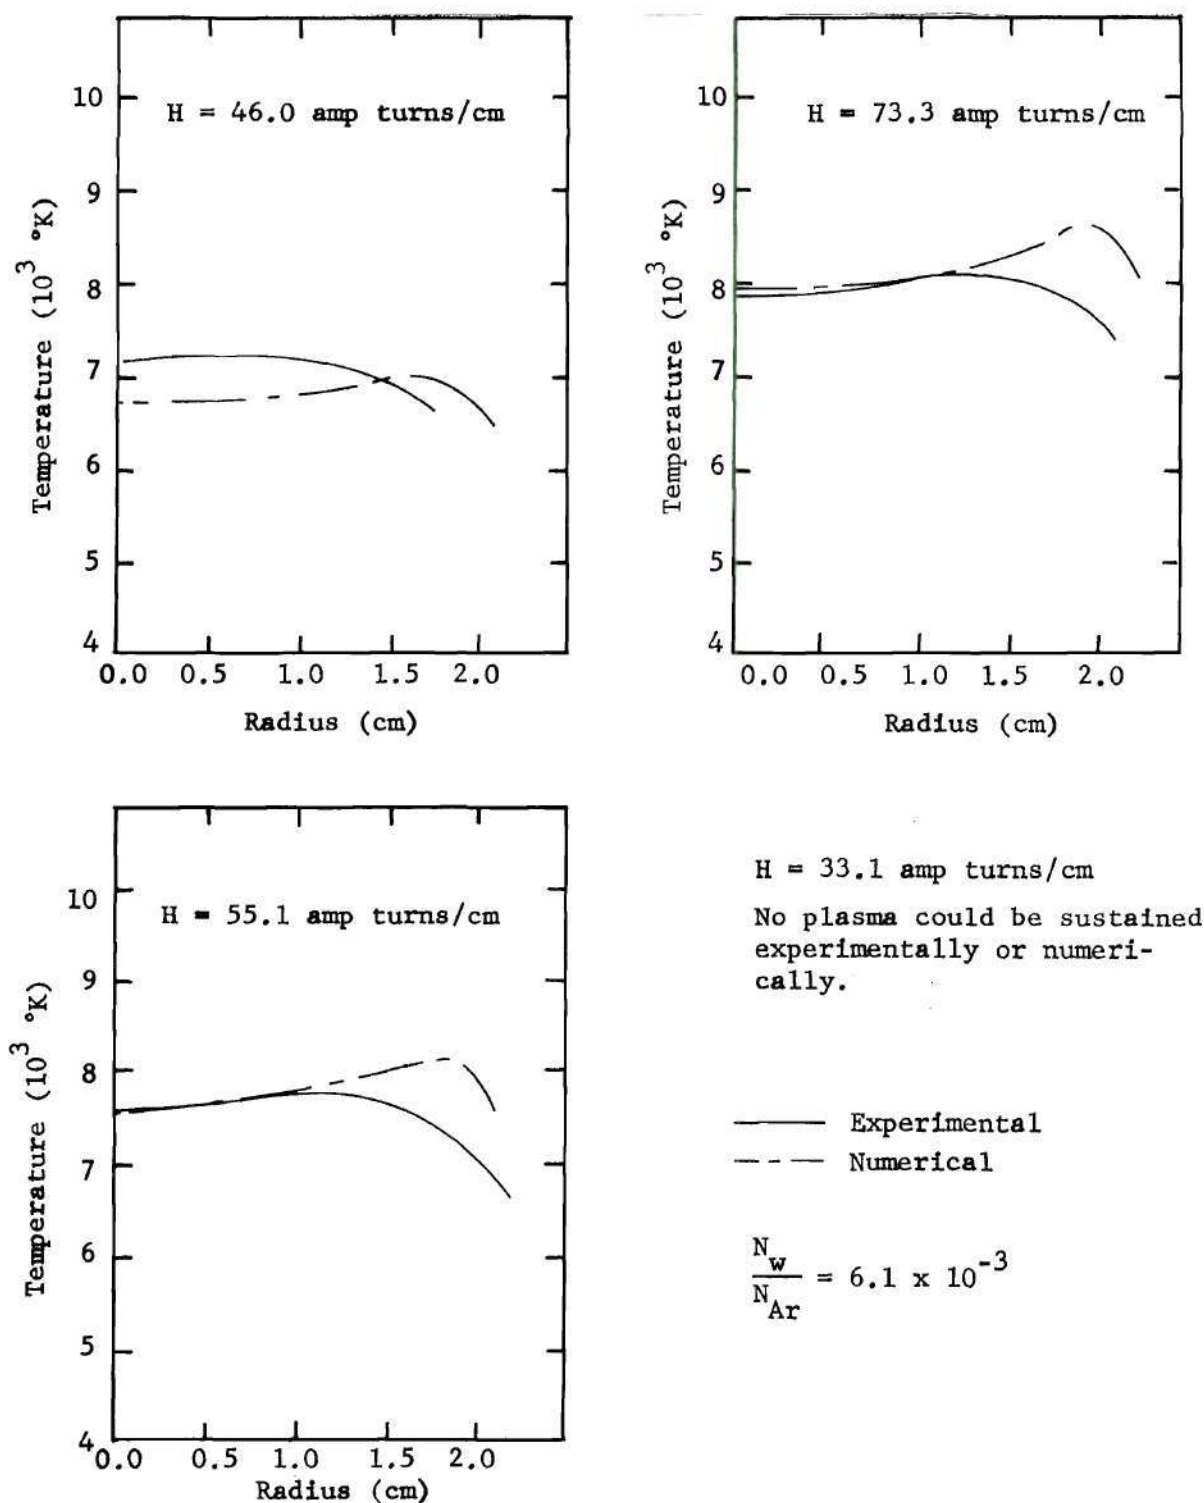 H = 46.0 amp turns/cm
Temperature (10³ °K)
10
9
8
7
6
5
4
0.0 0.5 1.0 1.5 2.0
Radius (cm)
H = 73.3 amp turns/cm
Temperature (10³ °K)
10
9
8
7
6
5
4
0.0 0.5 1.0 1.5 2.0
Radius (cm)
H = 55.1 amp turns/cm
Temperature (10³ °K)
10
9
8
7
6
5
4
0.0 0.5 1.0 1.5 2.0
Radius (cm)
H = 33.1 amp turns/cm
No plasma could be sustained
experimentally or numeri-
cally.
Experimental
Numerical
N_w/N_Ar = 6.1 x 10⁻³